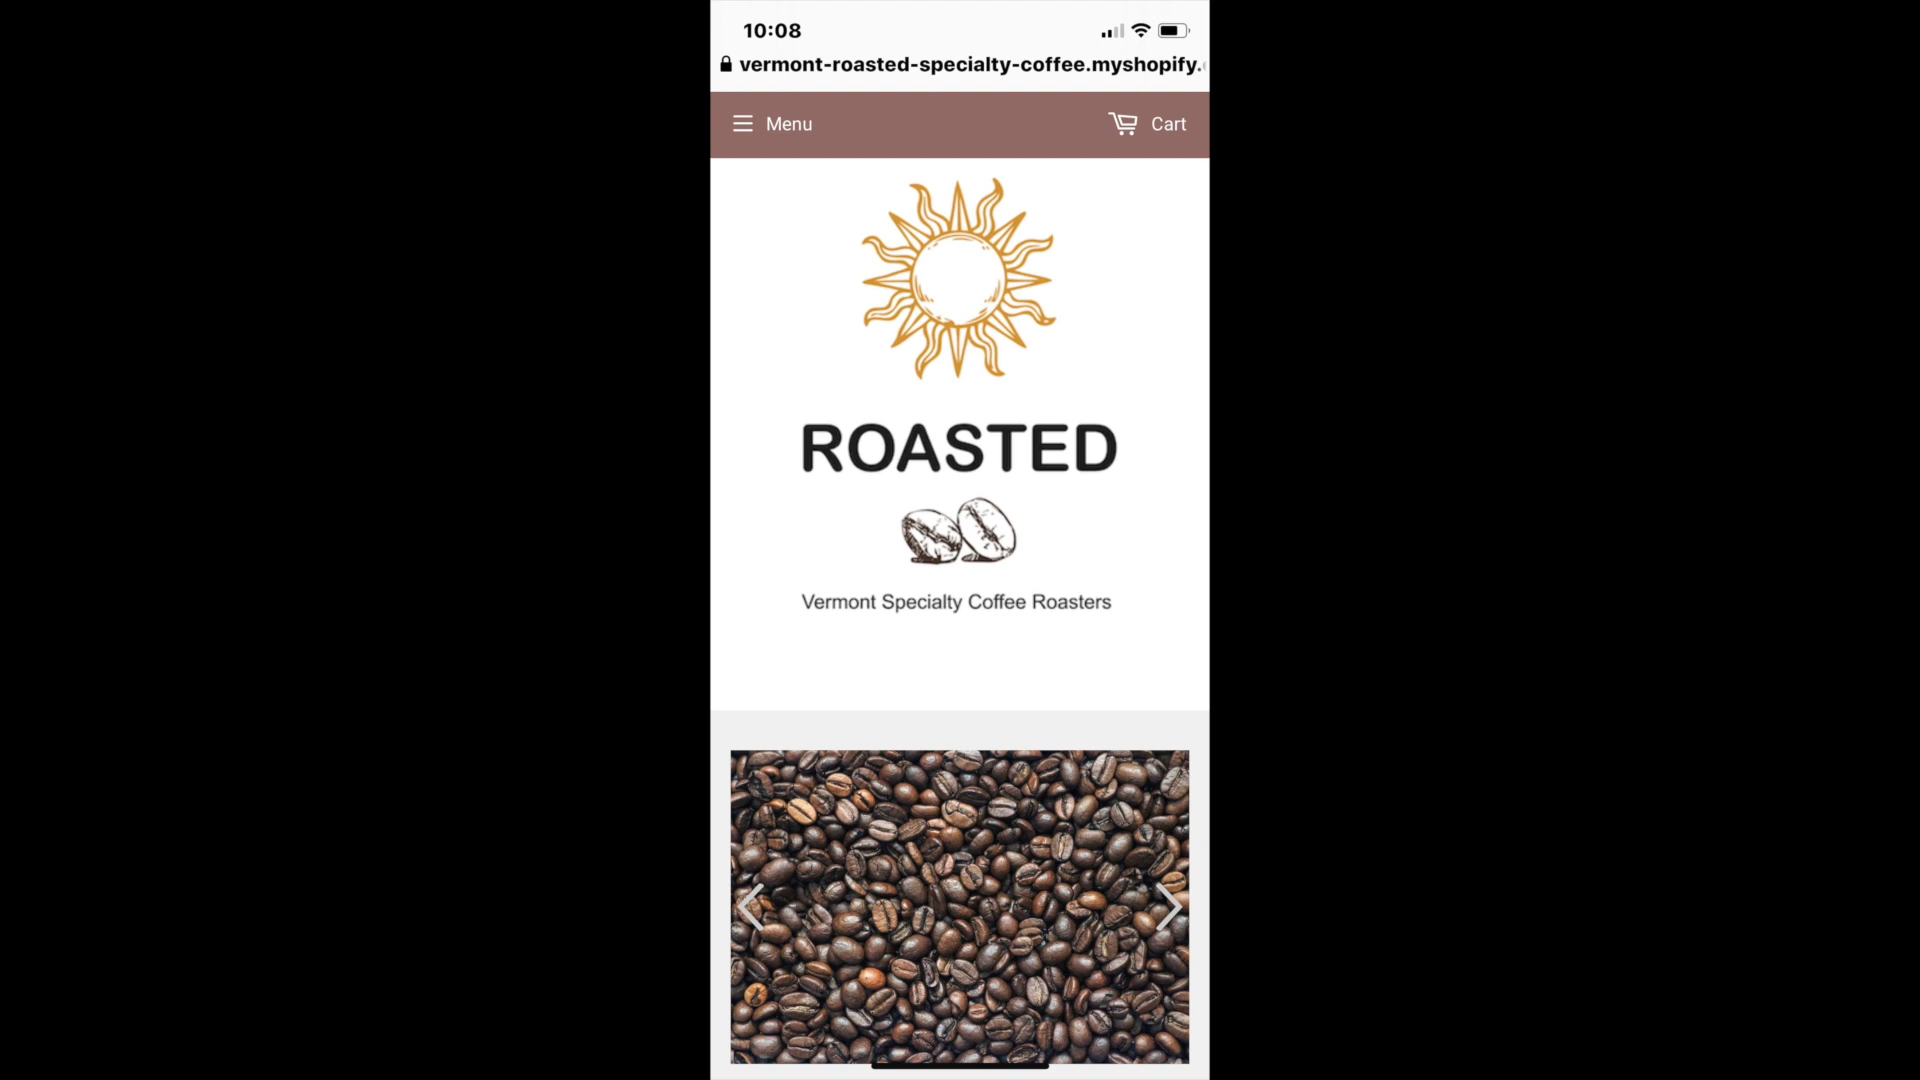 10:08
vermont-roasted-specialty-coffee.myshopify.
Menu
Cart
ROASTED
Vermont Specialty Coffee Roasters